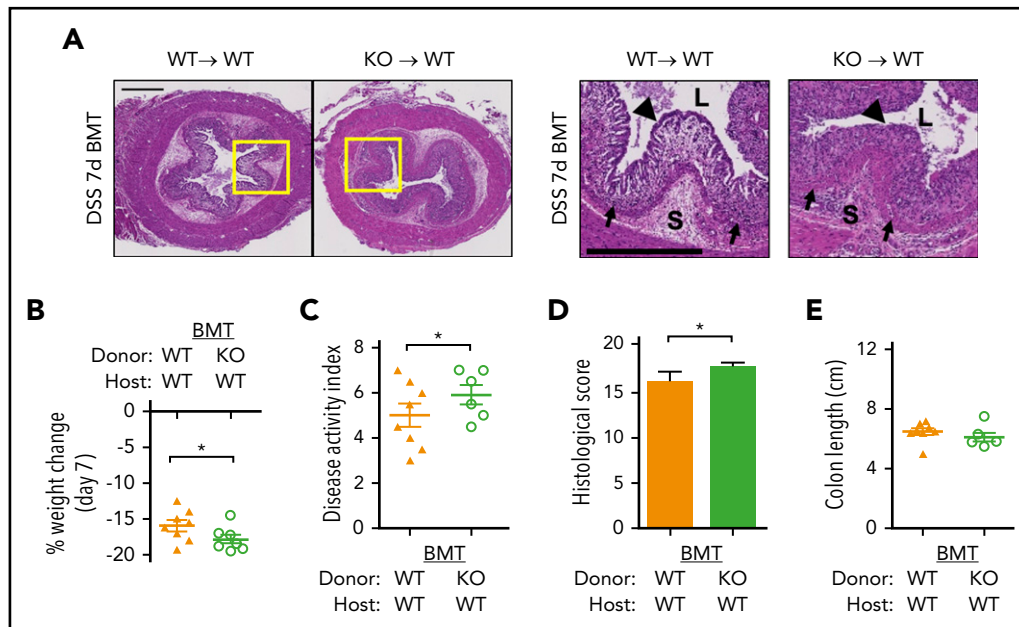 A
WT → WT
KO → WT
WT → WT
KO → WT
DSS 7d BMT
DSS 7d BMT
L
S
L
S
B
BMT
Donor: WT KO
Host: WT WT
0
-5
-10
-15
-20
% weight change
(day 7)
*
C
8
6
4
2
0
Disease activity index
*
BMT
Donor: WT KO
Host: WT WT
D
20
15
10
5
0
Histological score
*
BMT
Donor: WT KO
Host: WT WT
E
12
9
6
3
0
Colon length (cm)
BMT
Donor: WT KO
Host: WT WT